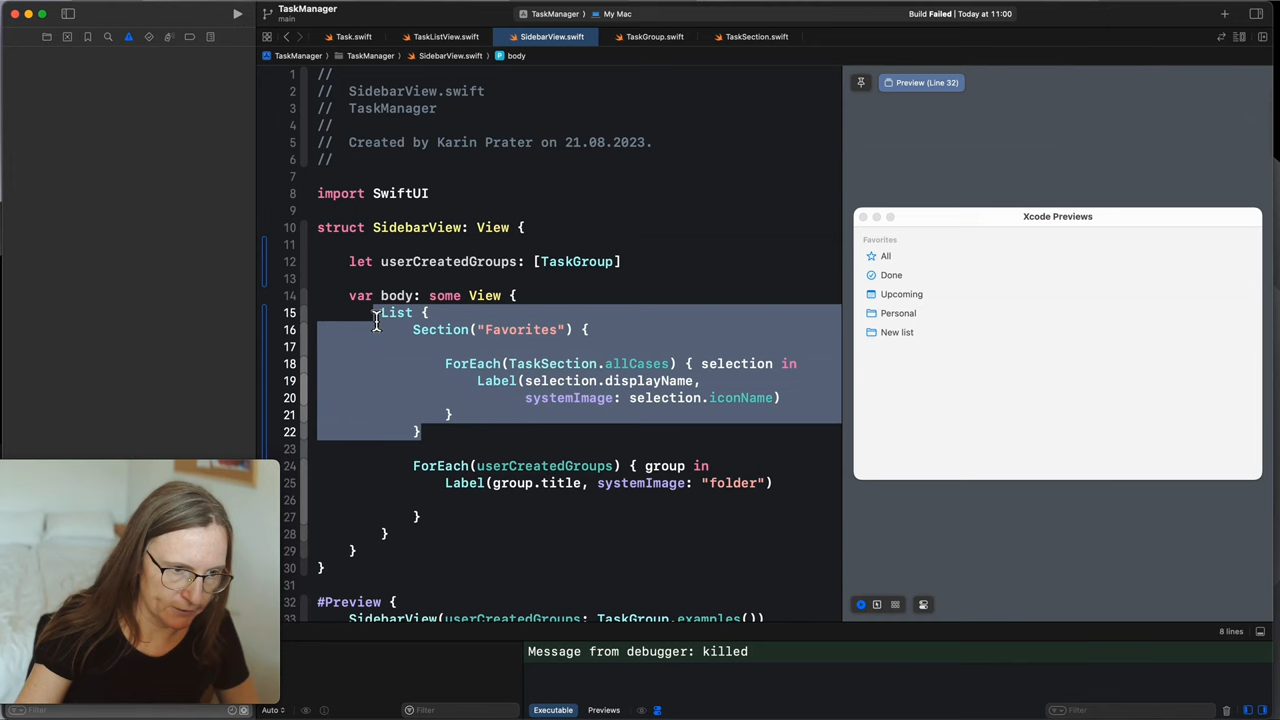 TaskManager
main
TaskManager
My Mac
Build Failed | Today at 11:00
Task.swift
TaskListView.swift
SidebarView.swift
TaskGroup.swift
TaskSection.swift
TaskManager
TaskManager
SidebarView.swift
P
body
1 //
2 //  SidebarView.swift
3 //  TaskManager
4 //
5 //  Created by Karin Prater on 21.08.2023.
6 //
7
8 import SwiftUI
9
10 struct SidebarView: View {
11
12     let userCreatedGroups: [TaskGroup]
13
14     var body: some View {
15         List {
16             Section("Favorites") {
17
18                 ForEach(TaskSection.allCases) { selection in
19                     Label(selection.displayName,
20                           systemImage: selection.iconName)
21                 }
22             }
23
24             ForEach(userCreatedGroups) { group in
25                 Label(group.title, systemImage: "folder")
26
27             }
28         }
29     }
30 }
31
32 #Preview {
33     SidebarView(userCreatedGroups: TaskGroup.examples())
Preview (Line 32)
Xcode Previews
Favorites
All
Done
Upcoming
Personal
New list
8 lines
Message from debugger: killed
Filter
Auto
Filter
Executable
Previews
Filter